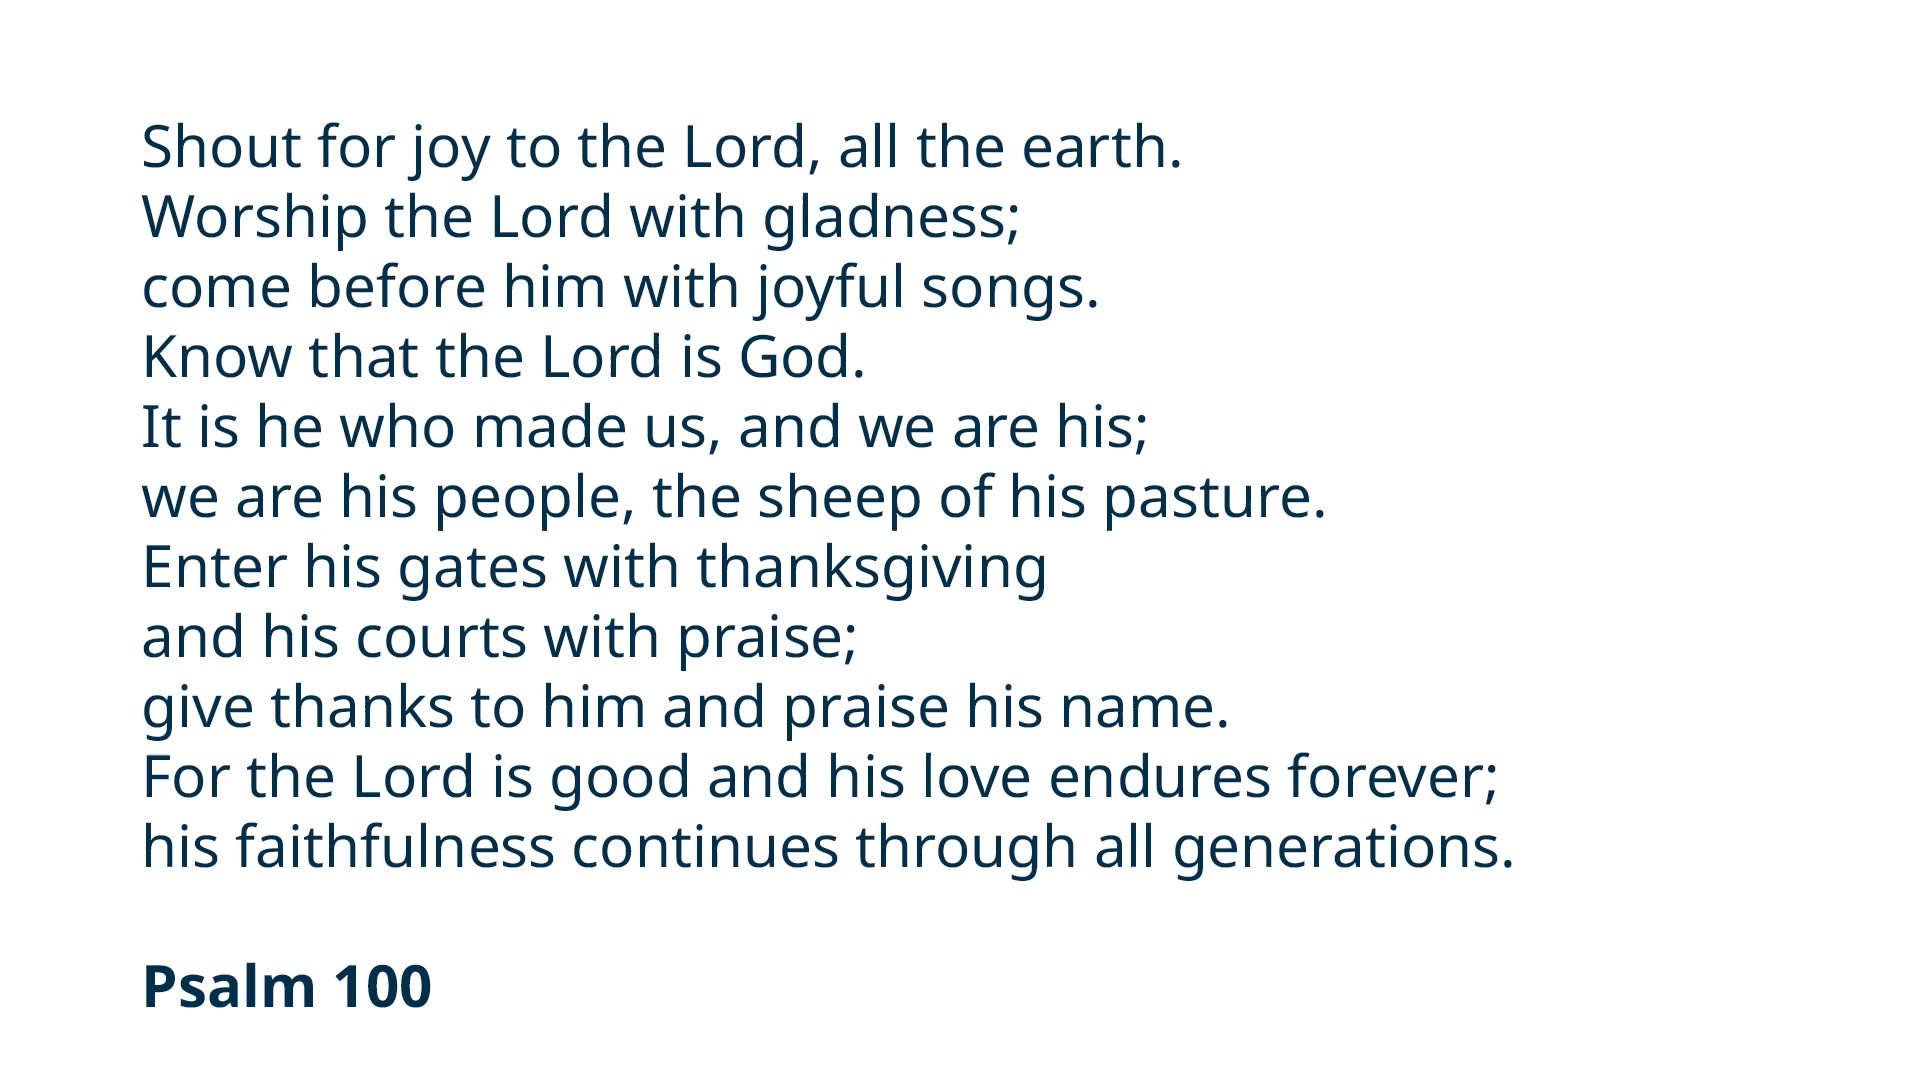 Shout for joy to the Lord, all the earth.
Worship the Lord with gladness;
come before him with joyful songs.
Know that the Lord is God.
It is he who made us, and we are his;
we are his people, the sheep of his pasture.
Enter his gates with thanksgiving
and his courts with praise;
give thanks to him and praise his name.
For the Lord is good and his love endures forever;
his faithfulness continues through all generations.
Psalm 100